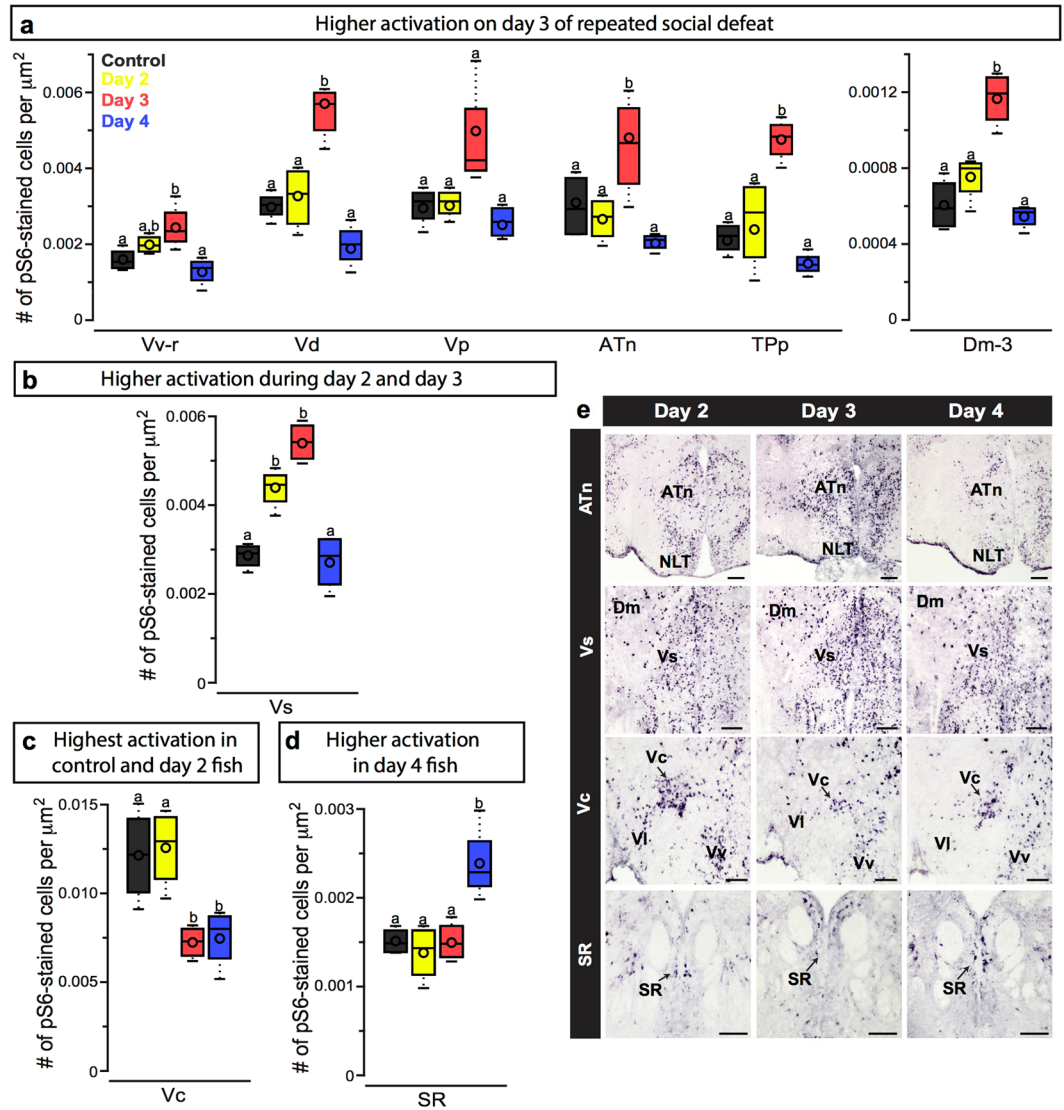 a
Higher activation on day 3 of repeated social defeat
# of pS6-stained cells per μm2
0.006
0.004
0.002
0
Control
Day 2
Day 3
Day 4
a
a,b
b
a
a
a
b
a
a
a
a
a
a
a
b
a
a
a
b
a
Vv-r
Vd
Vp
ATn
TPp
0.0012
0.0008
0.0004
0
a
a
b
a
Dm-3
b
Higher activation during day 2 and day 3
# of pS6-stained cells per μm2
0.006
0.004
0.002
0
a
b
b
a
Vs
c
Highest activation in
control and day 2 fish
# of pS6-stained cells per μm2
0.015
0.010
0.005
0
a
a
b
b
Vc
d
Higher activation
in day 4 fish
# of pS6-stained cells per μm2
0.003
0.002
0.001
0
a
a
a
b
SR
e
Day 2
Day 3
Day 4
ATn
ATn
NLT
ATn
NLT
ATn
NLT
Vs
Dm
Vs
Dm
Vs
Dm
Vs
Vc
Vc
Vl
Vv
Vc
Vl
Vv
Vc
Vl
Vv
SR
SR
SR
SR